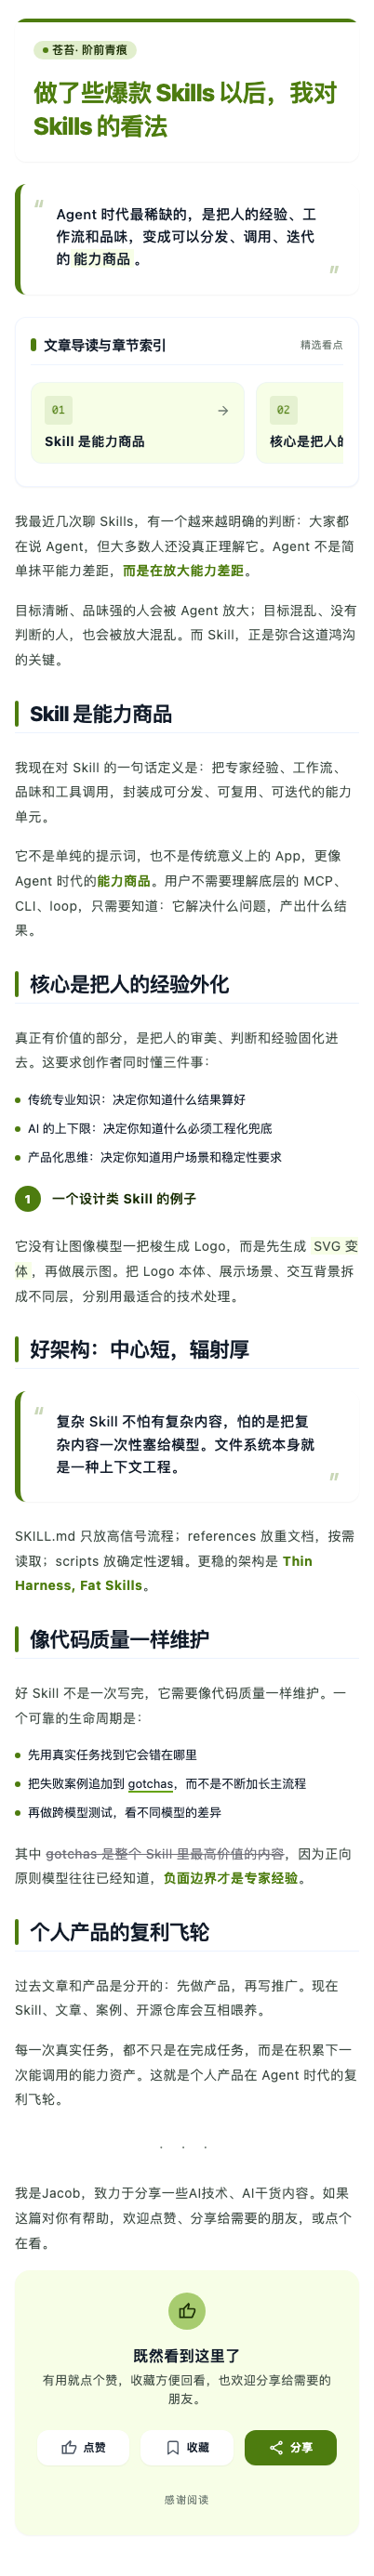 苍苔· 阶前青痕
做了些爆款 Skills 以后，我对
Skills 的看法
“
Agent 时代最稀缺的，是把人的经验、工
作流和品味，变成可以分发、调用、迭代
的 能力商品 。
”
文章导读与章节索引 精选看点
01 →
Skill 是能力商品
02
核心是把人的
我最近几次聊 Skills，有一个越来越明确的判断：大家都
在说 Agent，但大多数人还没真正理解它。Agent 不是简
单抹平能力差距，而是在放大能力差距。
目标清晰、品味强的人会被 Agent 放大；目标混乱、没有
判断的人，也会被放大混乱。而 Skill，正是弥合这道鸿沟
的关键。
Skill 是能力商品
我现在对 Skill 的一句话定义是：把专家经验、工作流、
品味和工具调用，封装成可分发、可复用、可迭代的能力
单元。
它不是单纯的提示词，也不是传统意义上的 App，更像
Agent 时代的能力商品。用户不需要理解底层的 MCP、
CLI、loop，只需要知道：它解决什么问题，产出什么结
果。
核心是把人的经验外化
真正有价值的部分，是把人的审美、判断和经验固化进
去。这要求创作者同时懂三件事：
传统专业知识：决定你知道什么结果算好
AI 的上下限：决定你知道什么必须工程化兜底
产品化思维：决定你知道用户场景和稳定性要求
1 一个设计类 Skill 的例子
它没有让图像模型一把梭生成 Logo，而是先生成 SVG 变
体，再做展示图。把 Logo 本体、展示场景、交互背景拆
成不同层，分别用最适合的技术处理。
好架构：中心短，辐射厚
“
复杂 Skill 不怕有复杂内容，怕的是把复
杂内容一次性塞给模型。文件系统本身就
是一种上下文工程。
”
SKILL.md 只放高信号流程；references 放重文档，按需
读取；scripts 放确定性逻辑。更稳的架构是 Thin
Harness, Fat Skills。
像代码质量一样维护
好 Skill 不是一次写完，它需要像代码质量一样维护。一
个可靠的生命周期是：
先用真实任务找到它会错在哪里
把失败案例追加到 gotchas，而不是不断加长主流程
再做跨模型测试，看不同模型的差异
其中 gotchas 是整个 Skill 里最高价值的内容，因为正向
原则模型往往已经知道，负面边界才是专家经验。
个人产品的复利飞轮
过去文章和产品是分开的：先做产品，再写推广。现在
Skill、文章、案例、开源仓库会互相喂养。
每一次真实任务，都不只是在完成任务，而是在积累下一
次能调用的能力资产。这就是个人产品在 Agent 时代的复
利飞轮。
· · ·
我是Jacob，致力于分享一些AI技术、AI干货内容。如果
这篇对你有帮助，欢迎点赞、分享给需要的朋友，或点个
在看。
既然看到这里了
有用就点个赞，收藏方便回看，也欢迎分享给需要的
朋友。
点赞 收藏 分享
感谢阅读